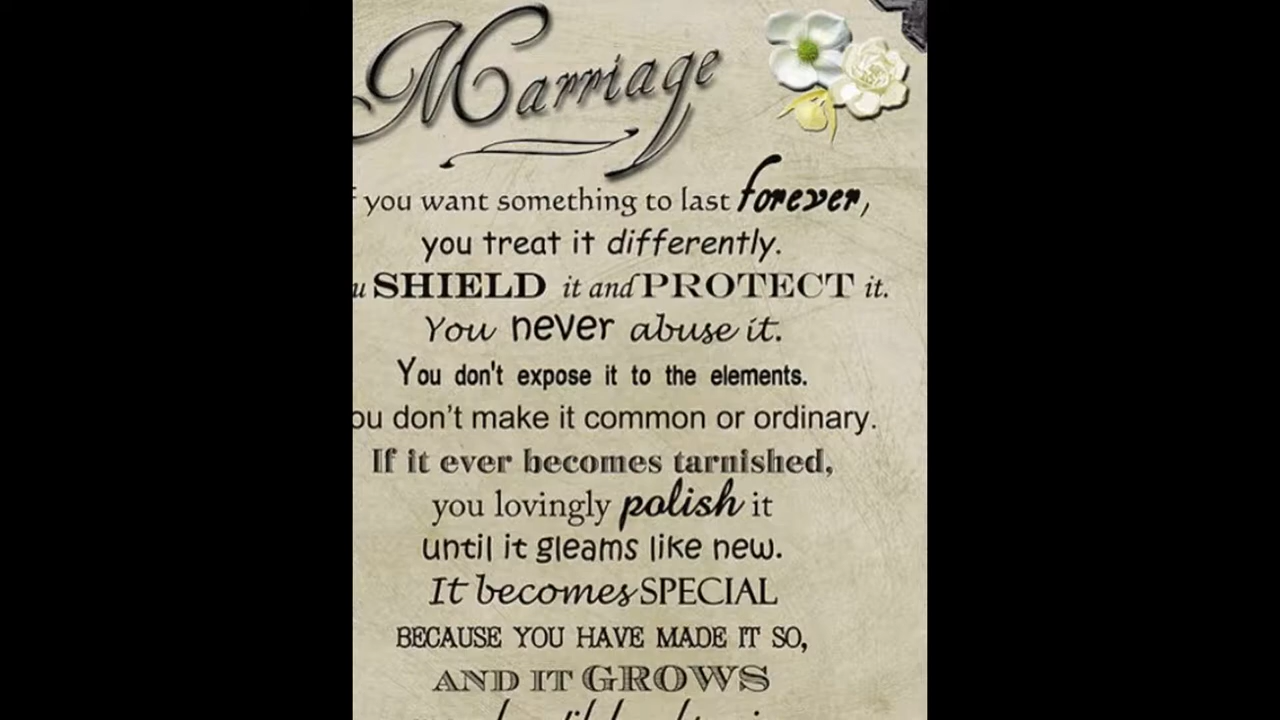 Marriage
f you want something to last forever,
you treat it differently.
u SHIELD it and PROTECT it.
You never abuse it.
You don't expose it to the elements.
ou don't make it common or ordinary.
If it ever becomes tarnished,
you lovingly polish it
until it gleams like new.
It becomes SPECIAL
BECAUSE YOU HAVE MADE IT SO,
AND IT GROWS